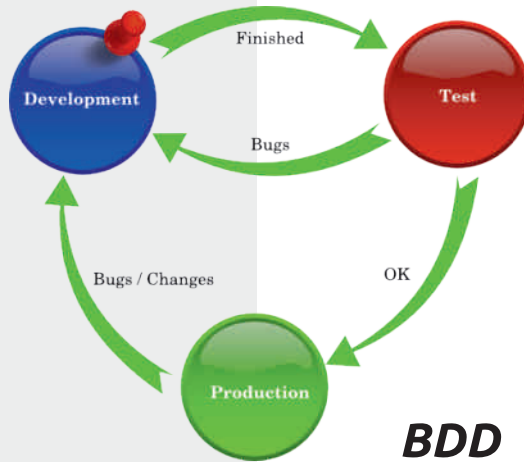 Finished
Development
Test
Bugs
Bugs / Changes
OK
Production
BDD